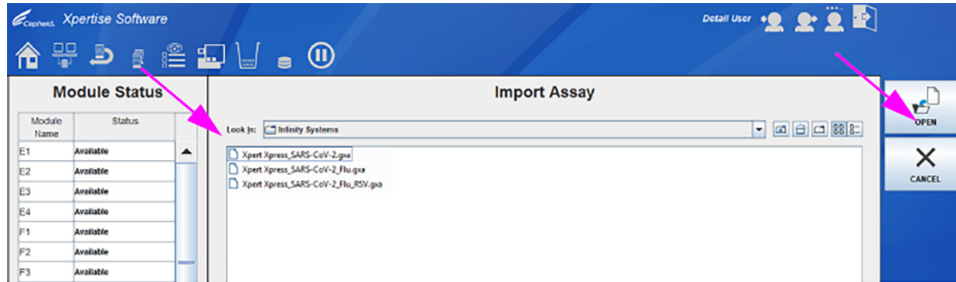 Cepheid. Xpertise Software
Detail User
Module Status
Import Assay
Module Name
Status
Look In: Infinity Systems
OPEN
E1 Available
Xpert Xpress_SARS-CoV-2.gxa
E2 Available
Xpert Xpress_SARS-CoV-2_Flu.gxa
E3 Available
Xpert Xpress_SARS-CoV-2_Flu_RSV.gxa
CANCEL
E4 Available
F1 Available
F2 Available
F3 Available